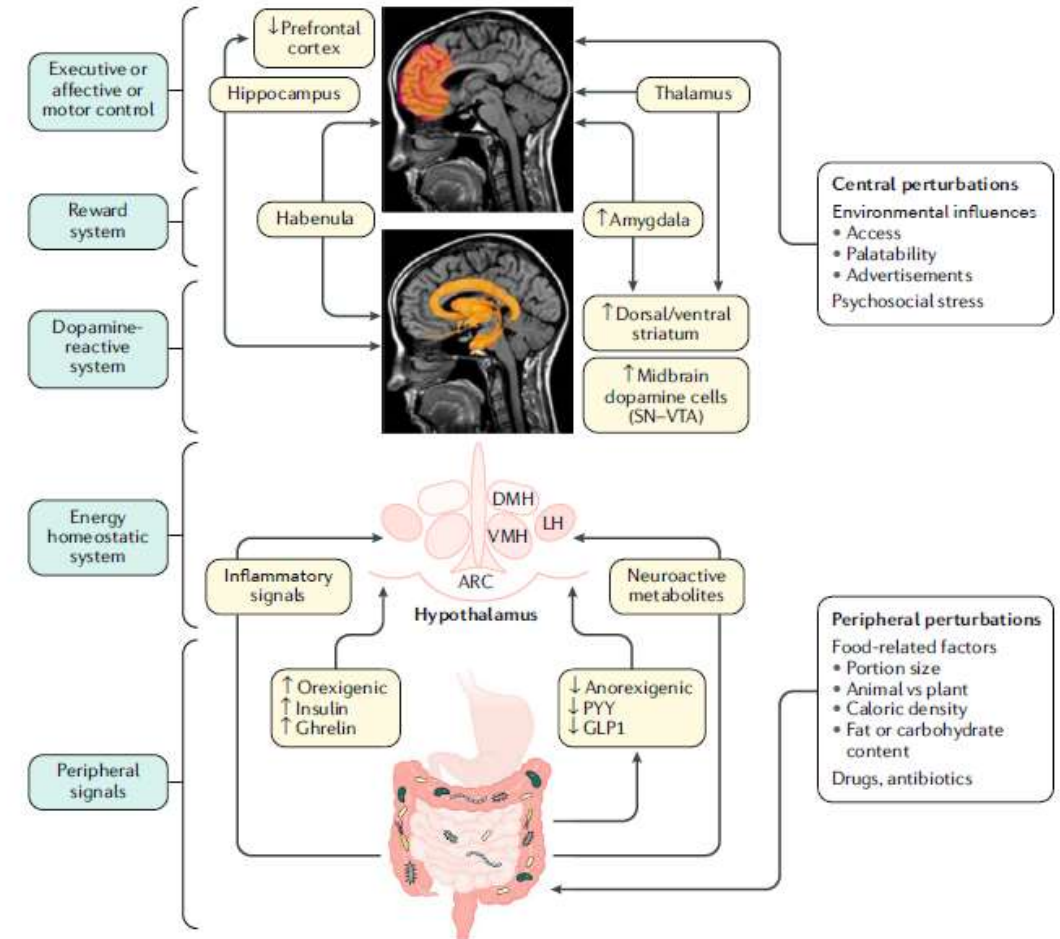 Executive or
affective or
motor control
Reward
system
Dopamine-
reactive
system
Energy
homeostatic
system
Peripheral
signals
↓Prefrontal
cortex
Hippocampus
Thalamus
Habenula
↑Amygdala
↑Dorsal/ventral
striatum
↑Midbrain
dopamine cells
(SN–VTA)
Central perturbations
Environmental influences
• Access
• Palatability
• Advertisements
Psychosocial stress
DMH
LH
VMH
ARC
Hypothalamus
Inflammatory
signals
Neuroactive
metabolites
↑ Orexigenic
↑ Insulin
↑ Ghrelin
↓ Anorexigenic
↓ PYY
↓ GLP1
Peripheral perturbations
Food-related factors
• Portion size
• Animal vs plant
• Caloric density
• Fat or carbohydrate
content
Drugs, antibiotics